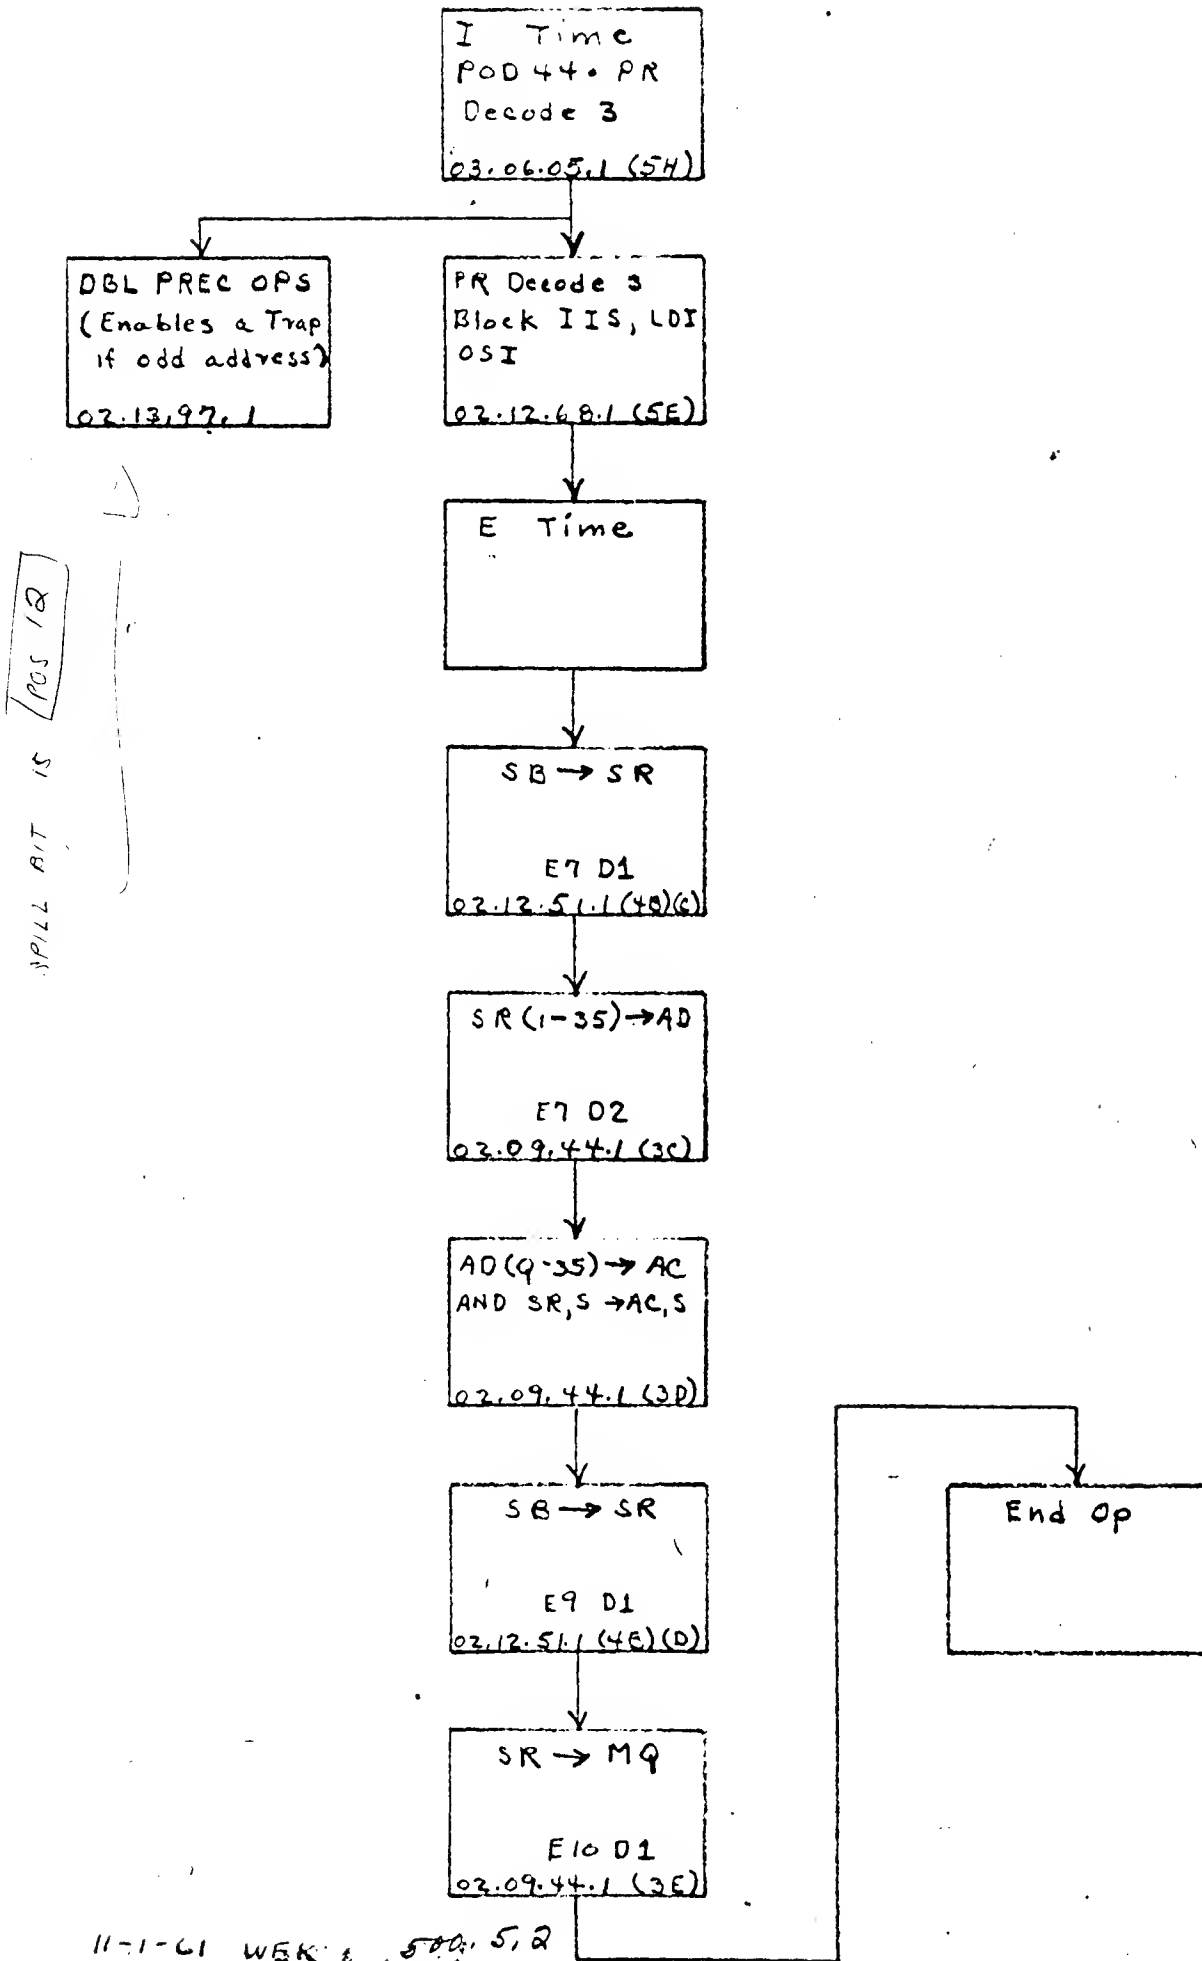 I Time
POD 44 • PR
Decode 3
03.06.05.1 (5H)
DBL PREC OPS
(Enables a Trap
if odd address)
02.13.97.1
PR Decode 3
Block IIS, LDI
OSI
02.12.68.1 (5E)
E Time
SPILL BIT IS POS 12
SB → SR
E7 D1
02.12.51.1 (4B)(C)
SR (1-35) → AD
E7 D2
02.09.44.1 (3C)
AD (Q-35) → AC
AND SR,S → AC,S
02.09.44.1 (3D)
SB → SR
E9 D1
02.12.51.1 (4E)(D)
End Op
SR → MQ
E10 D1
02.09.44.1 (3E)
11-1-61 WEK 500. 5,2